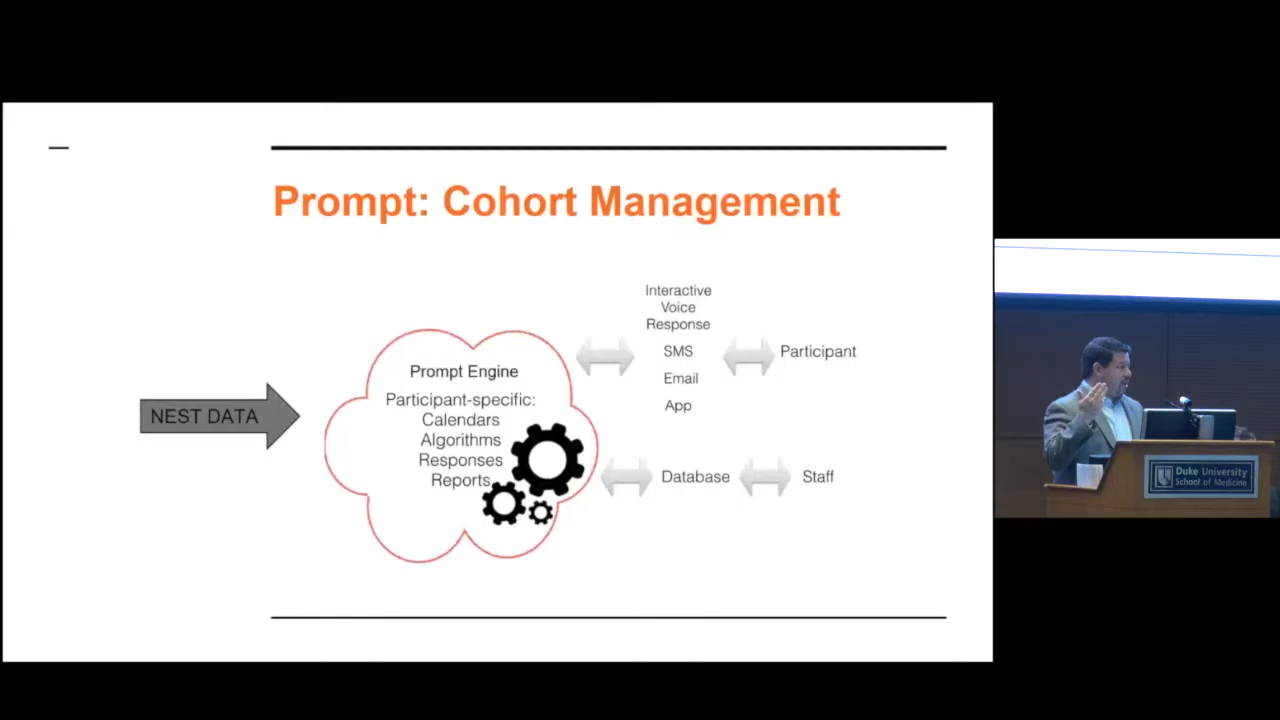 Prompt: Cohort Management
Interactive
Voice
Response
SMS
Email
App
Participant
Prompt Engine
Participant-specific:
Calendars
Algorithms
Responses
Reports
NEST DATA
Database
Staff
Duke University
School of Medicine